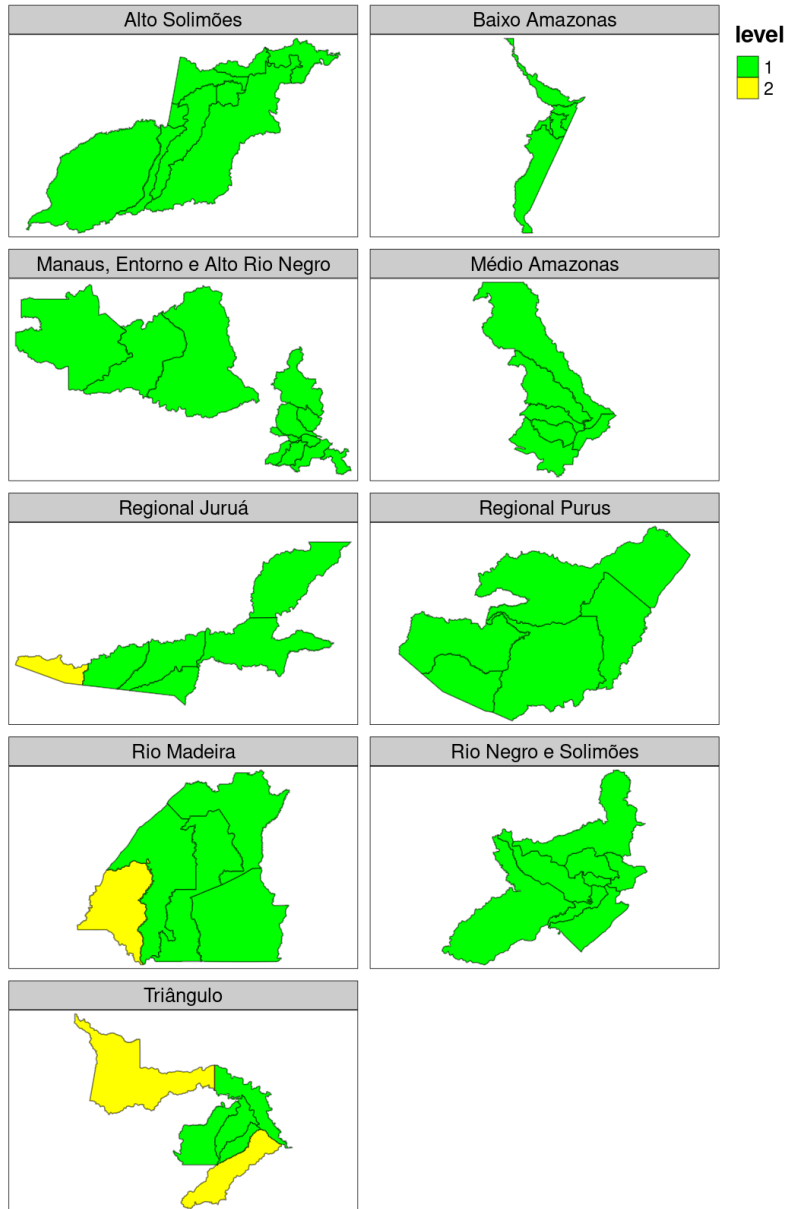 Alto Solimões
Baixo Amazonas
level
1
2
Manaus, Entorno e Alto Rio Negro
Médio Amazonas
Regional Juruá
Regional Purus
Rio Madeira
Rio Negro e Solimões
Triângulo